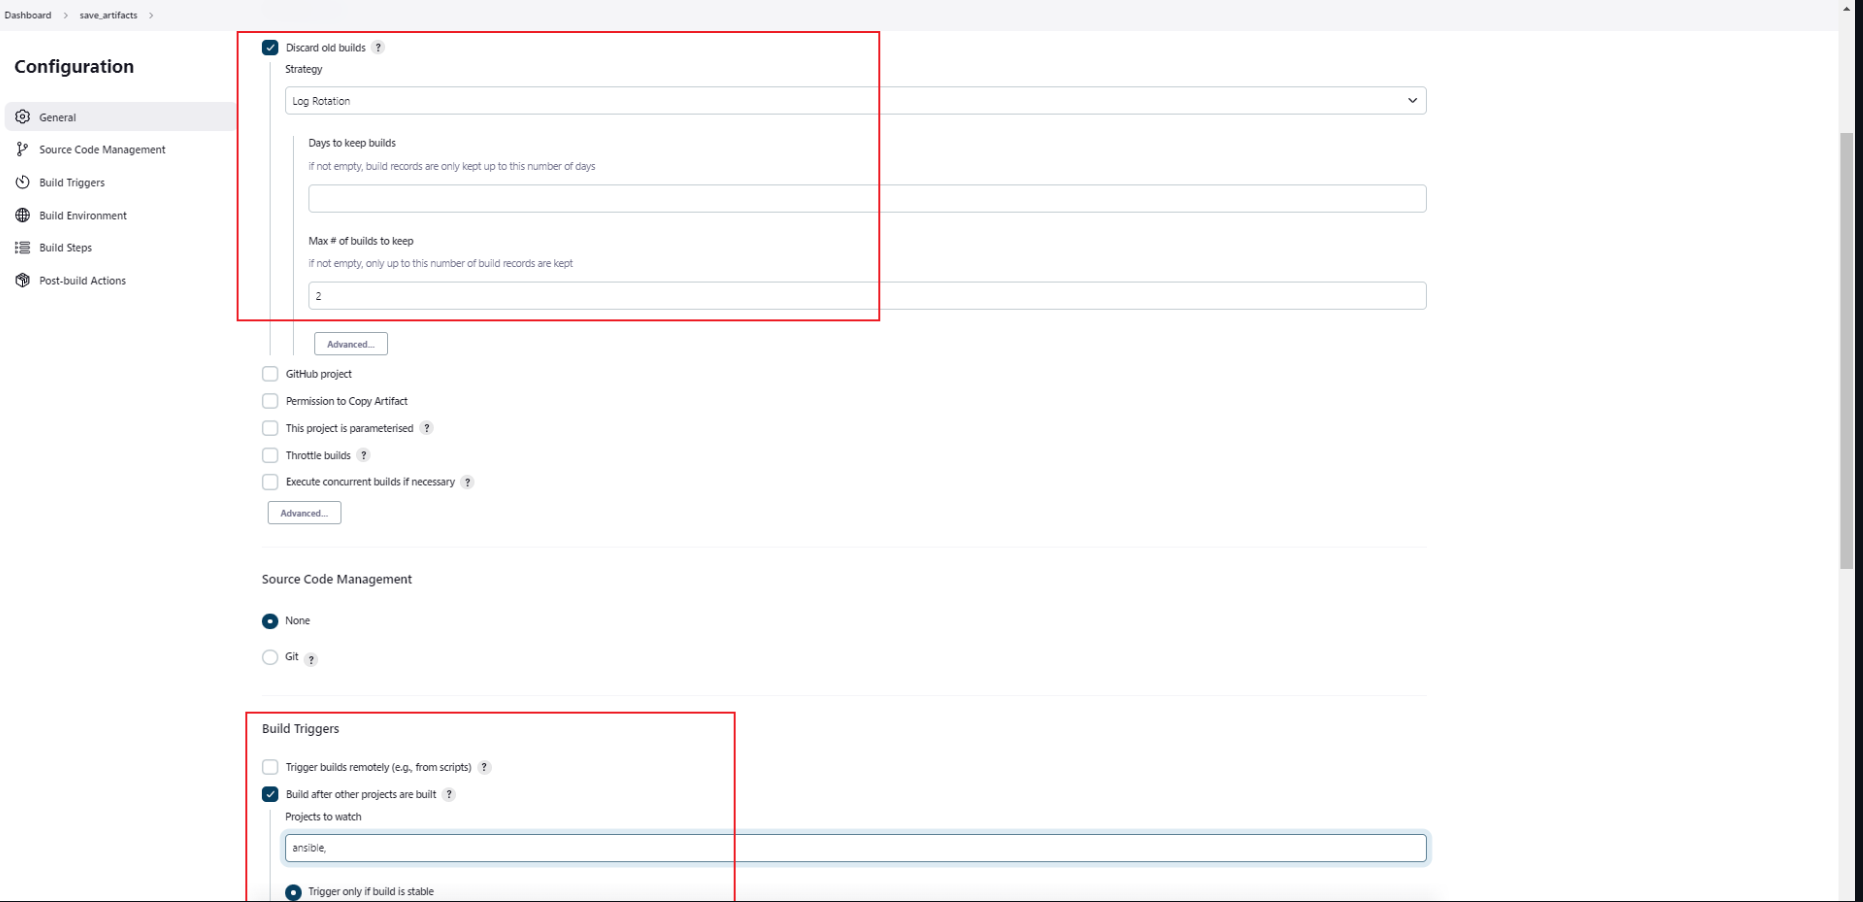 Dashboard > save_artifacts >
Configuration
General
Source Code Management
Build Triggers
Build Environment
Build Steps
Post-build Actions
Discard old builds ?
Strategy
Log Rotation
Days to keep builds
if not empty, build records are only kept up to this number of days
Max # of builds to keep
if not empty, only up to this number of build records are kept
2
Advanced...
GitHub project
Permission to Copy Artifact
This project is parameterised ?
Throttle builds ?
Execute concurrent builds if necessary ?
Advanced...
Source Code Management
None
Git ?
Build Triggers
Trigger builds remotely (e.g., from scripts) ?
Build after other projects are built ?
Projects to watch
ansible,
Trigger only if build is stable